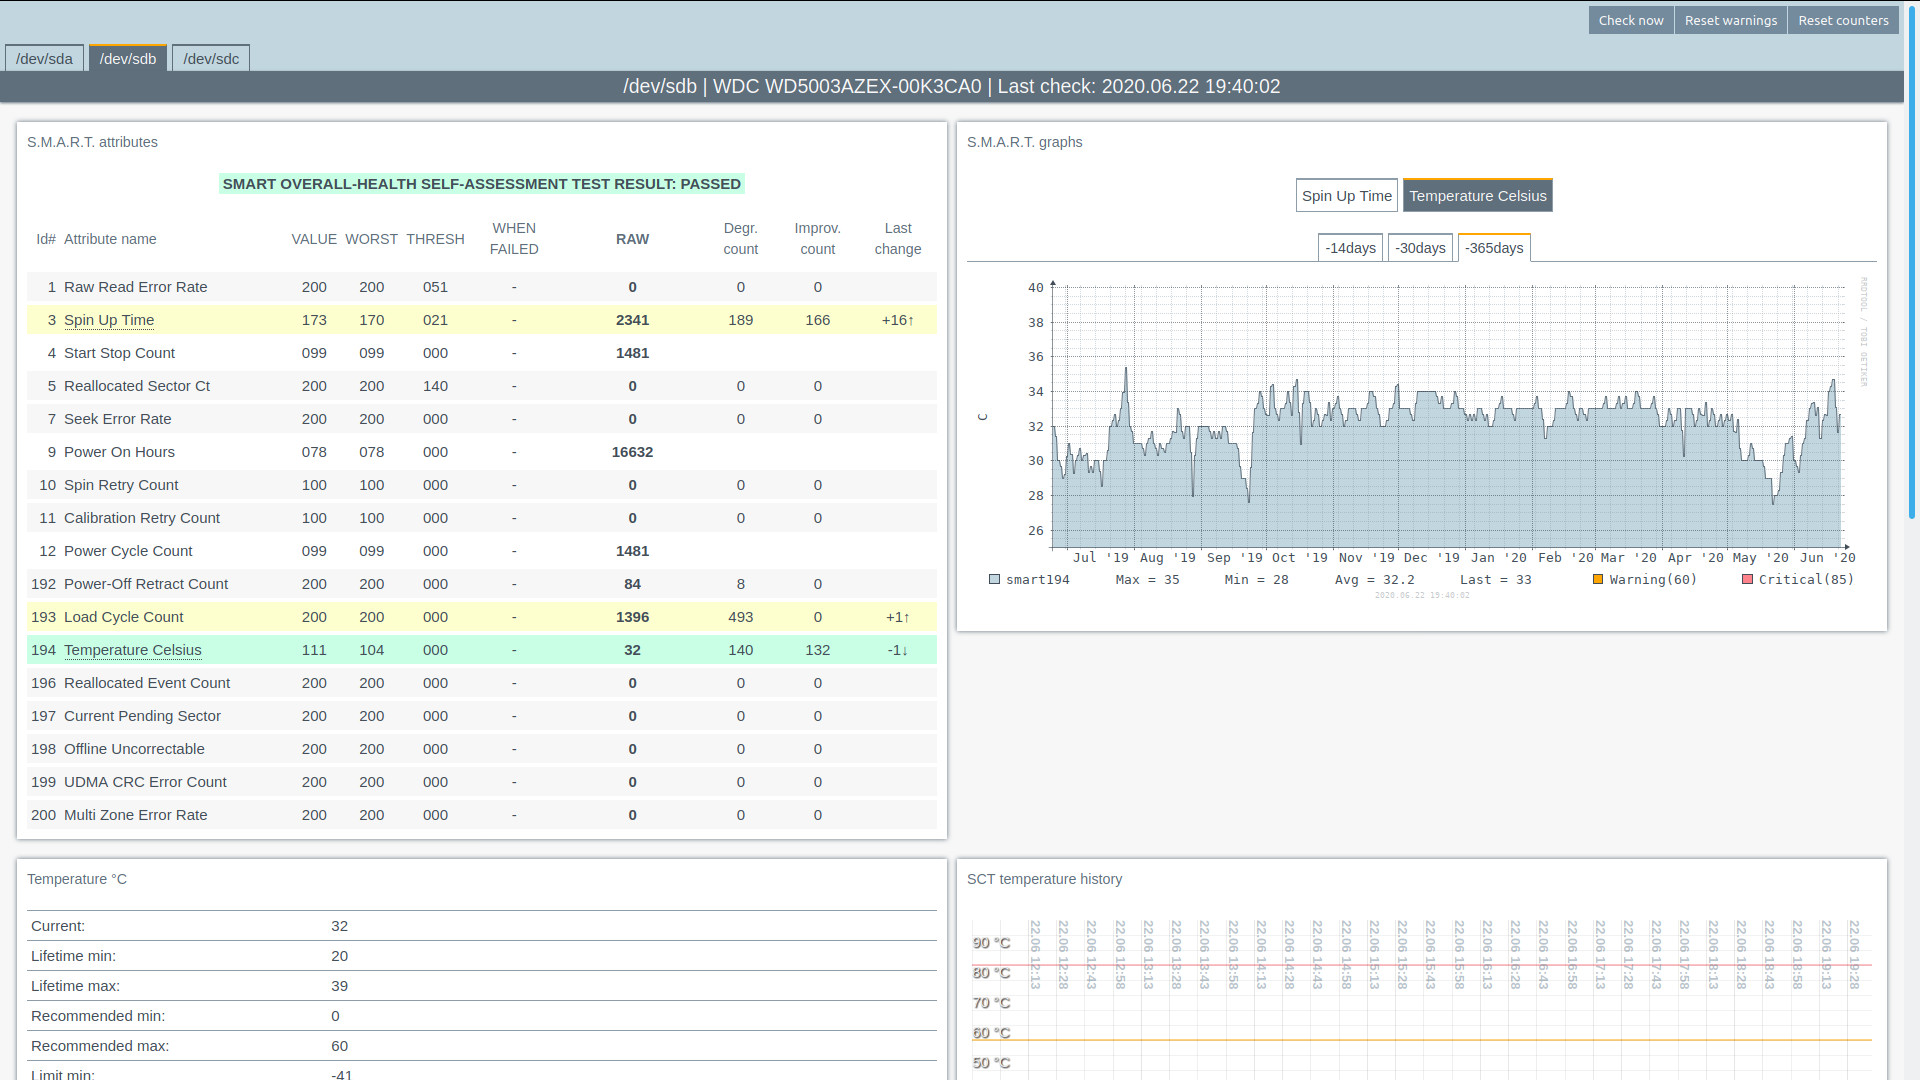 Check now Reset warnings Reset counters
/dev/sda /dev/sdb /dev/sdc
/dev/sdb | WDC WD5003AZEX-00K3CA0 | Last check: 2020.06.22 19:40:02
S.M.A.R.T. attributes
SMART OVERALL-HEALTH SELF-ASSESSMENT TEST RESULT: PASSED
Id# Attribute name VALUE WORST THRESH WHEN FAILED RAW Degr. count Improv. count Last change
1 Raw Read Error Rate 200 200 051 - 0 0 0
3 Spin Up Time 173 170 021 - 2341 189 166 +16↑
4 Start Stop Count 099 099 000 - 1481
5 Reallocated Sector Ct 200 200 140 - 0 0 0
7 Seek Error Rate 200 200 000 - 0 0 0
9 Power On Hours 078 078 000 - 16632
10 Spin Retry Count 100 100 000 - 0 0 0
11 Calibration Retry Count 100 100 000 - 0 0 0
12 Power Cycle Count 099 099 000 - 1481
192 Power-Off Retract Count 200 200 000 - 84 8 0
193 Load Cycle Count 200 200 000 - 1396 493 0 +1↑
194 Temperature Celsius 111 104 000 - 32 140 132 -1↓
196 Reallocated Event Count 200 200 000 - 0 0 0
197 Current Pending Sector 200 200 000 - 0 0 0
198 Offline Uncorrectable 200 200 000 - 0 0 0
199 UDMA CRC Error Count 200 200 000 - 0 0 0
200 Multi Zone Error Rate 200 200 000 - 0 0 0
S.M.A.R.T. graphs
Spin Up Time Temperature Celsius
-14days -30days -365days
40
38
36
34
32
30
28
26
C
RRDTOOL / TOBI OETIKER
Jul '19 Aug '19 Sep '19 Oct '19 Nov '19 Dec '19 Jan '20 Feb '20 Mar '20 Apr '20 May '20 Jun '20
smart194 Max = 35 Min = 28 Avg = 32.2 Last = 33 Warning(60) Critical(85)
2020.06.22 19:40:02
Temperature °C
Current: 32
Lifetime min: 20
Lifetime max: 39
Recommended min: 0
Recommended max: 60
Limit min: -41
SCT temperature history
22.06 12:13 22.06 12:28 22.06 12:43 22.06 12:58 22.06 13:13 22.06 13:28 22.06 13:43 22.06 13:58 22.06 14:13 22.06 14:28 22.06 14:43 22.06 14:58 22.06 15:13 22.06 15:28 22.06 15:43 22.06 15:58 22.06 16:13 22.06 16:28 22.06 16:43 22.06 16:58 22.06 17:13 22.06 17:28 22.06 17:43 22.06 17:58 22.06 18:13 22.06 18:28 22.06 18:43 22.06 18:58 22.06 19:13 22.06 19:28
90 °C
80 °C
70 °C
60 °C
50 °C